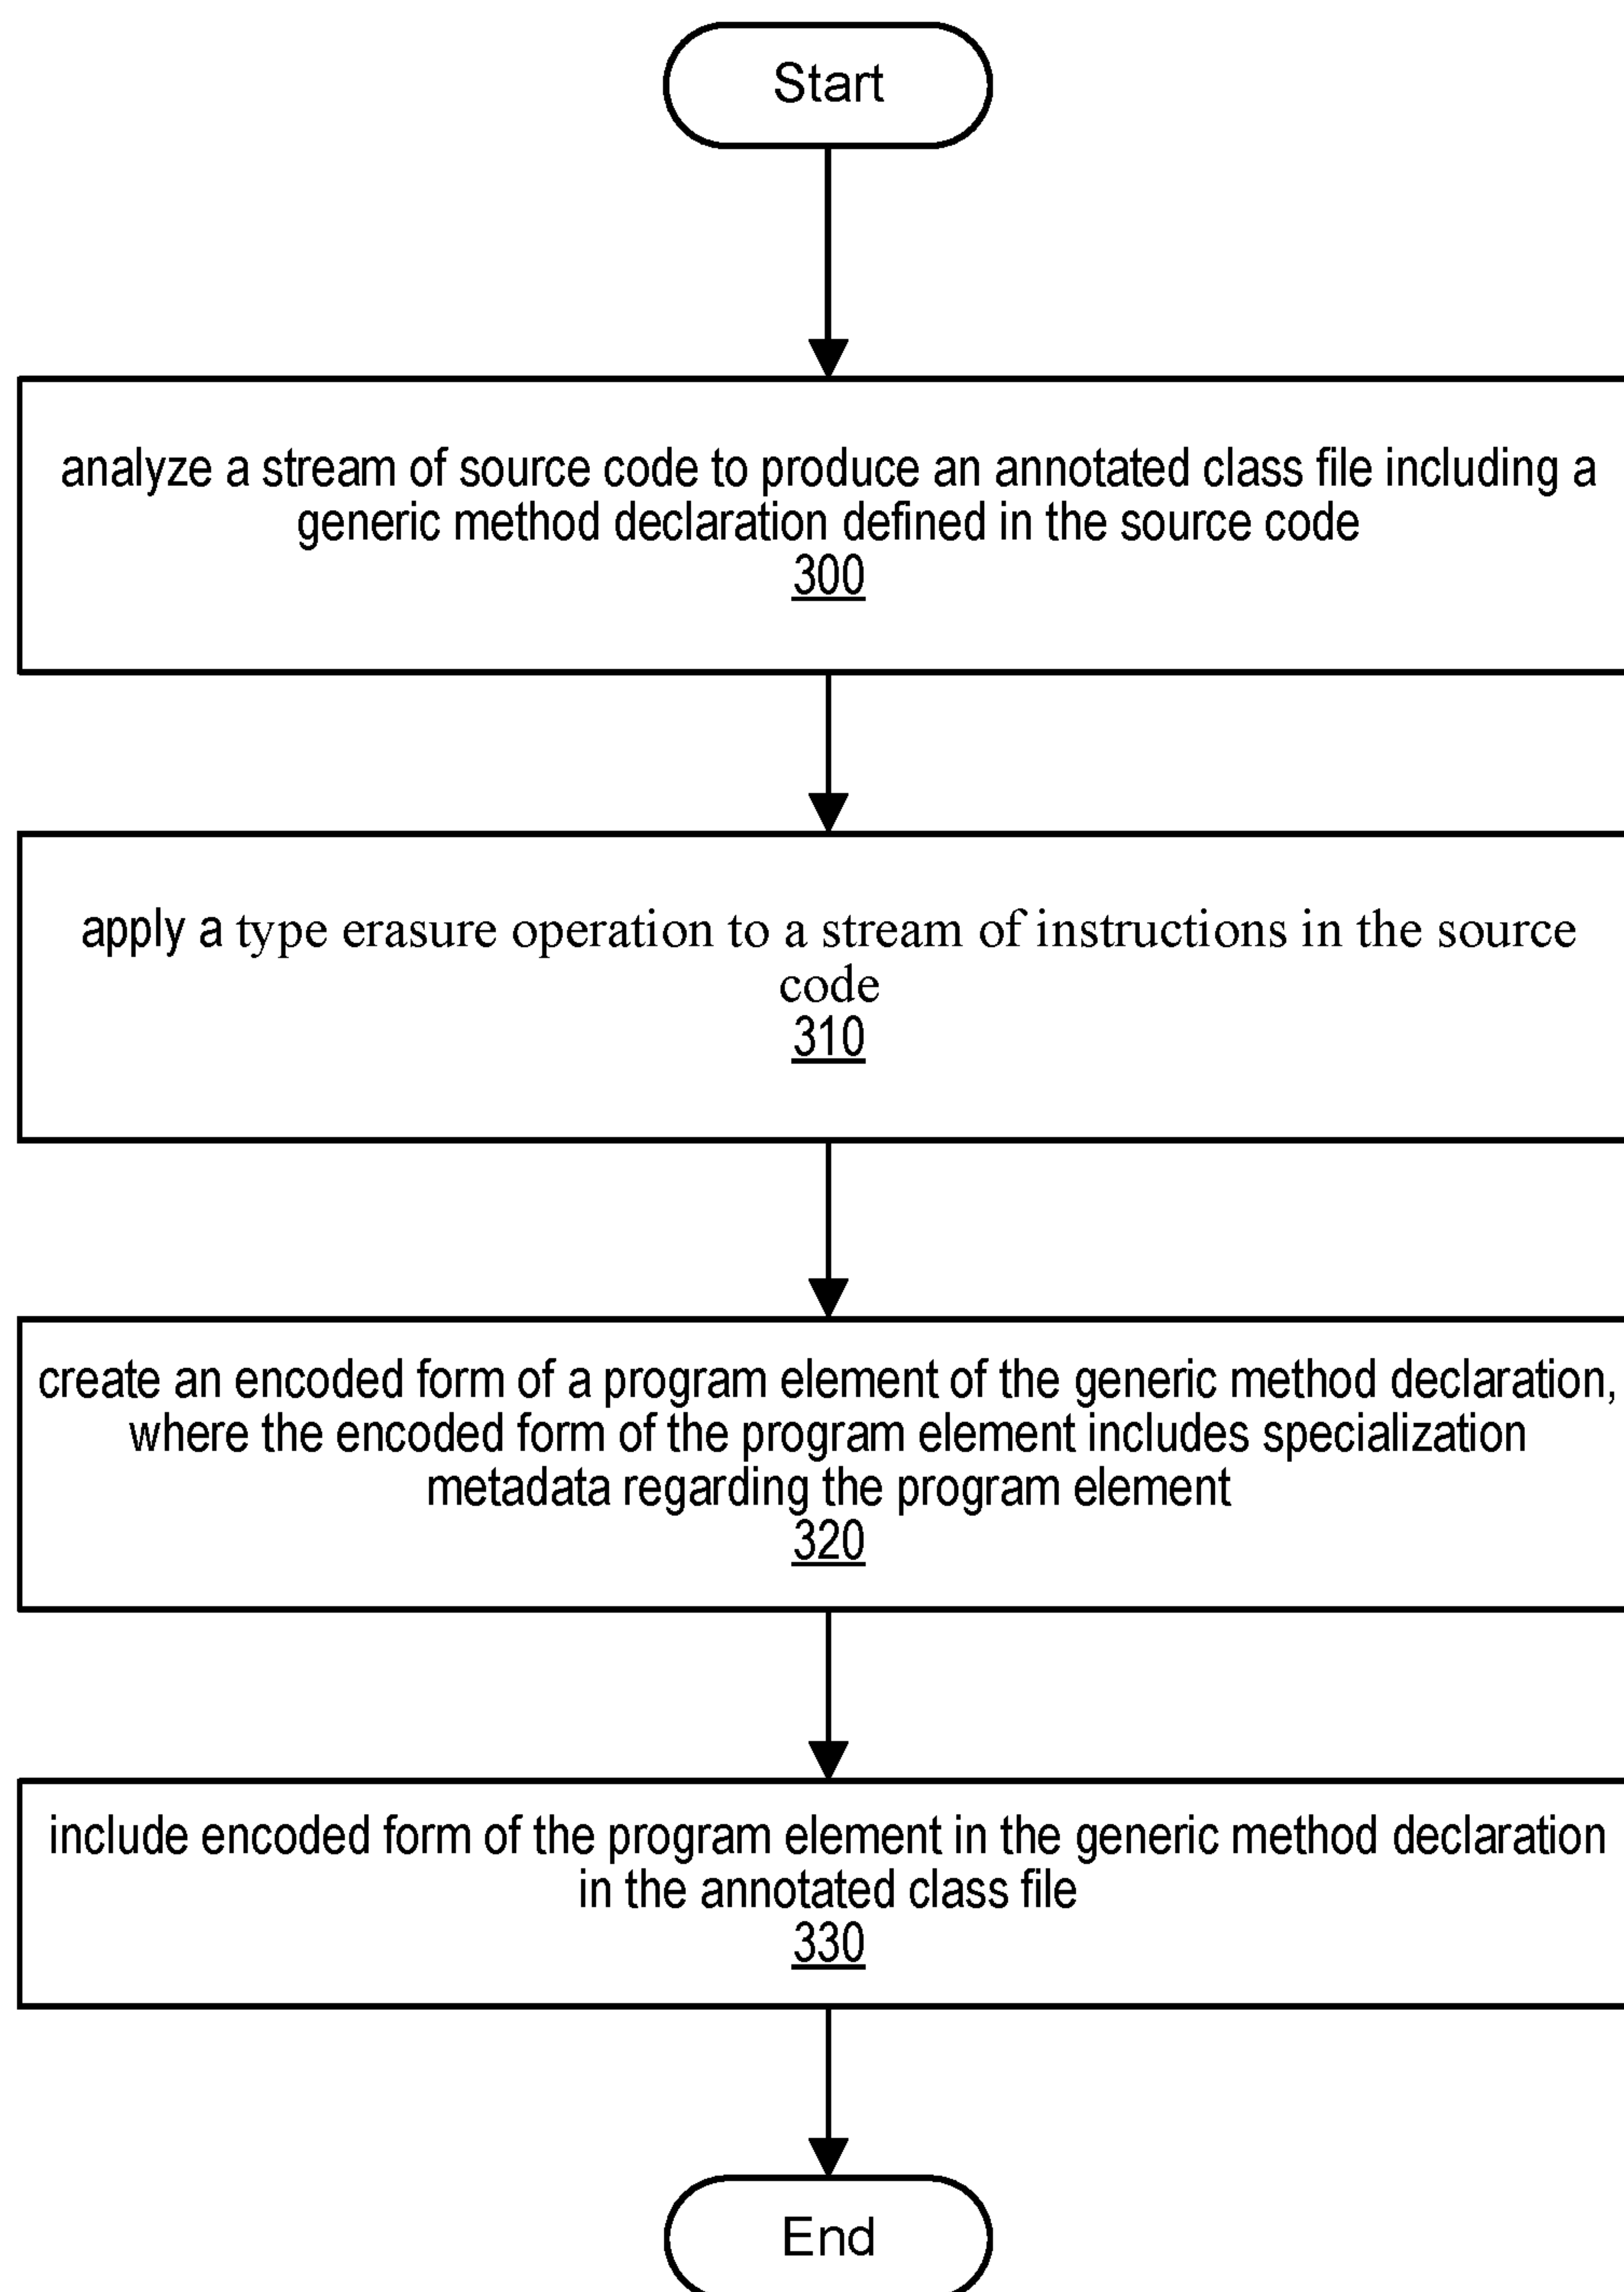 Start
analyze a stream of source code to produce an annotated class file including a
generic method declaration defined in the source code
300
apply a type erasure operation to a stream of instructions in the source
code
310
create an encoded form of a program element of the generic method declaration,
where the encoded form of the program element includes specialization
metadata regarding the program element
320
include encoded form of the program element in the generic method declaration
in the annotated class file
330
End